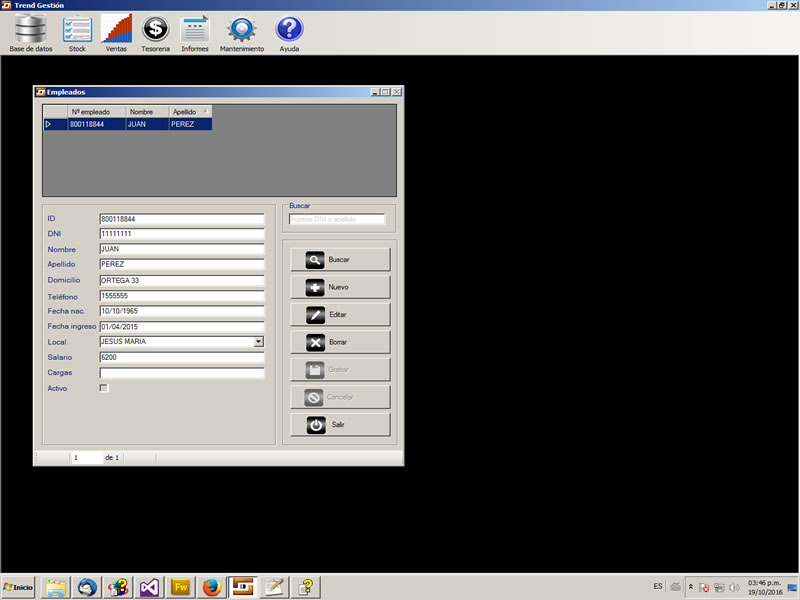 Trend Gestión
Base de datos Stock Ventas Tesoreria Informes Mantenimiento Ayuda
Empleados
Nº empleado Nombre Apellido
800118844 JUAN PEREZ
Buscar
Ingrese DNI o apellido
ID 800118844
DNI 11111111
Nombre JUAN
Apellido PEREZ
Domicilio ORTEGA 33
Teléfono 1555555
Fecha nac. 10/10/1965
Fecha ingreso 01/04/2015
Local JESUS MARIA
Salario 6200
Cargas
Activo
Buscar
Nuevo
Editar
Borrar
Grabar
Cancelar
Salir
1 de 1
Inicio
Fw
ES
03:46 p.m.
19/10/2016